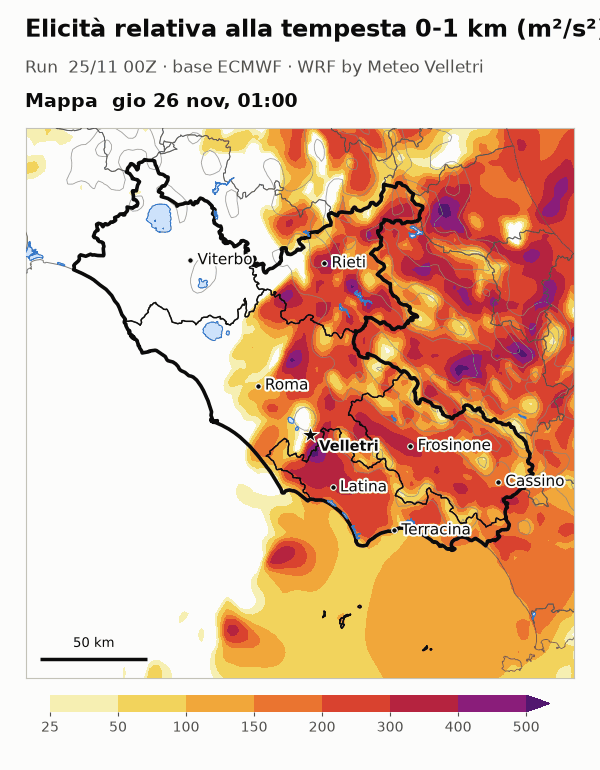 Elicità relativa alla tempesta 0-1 km (m²/s²)
Run 25/11 00Z · base ECMWF · WRF by Meteo Velletri
Mappa gio 26 nov, 01:00
Viterbo
Rieti
Roma
Velletri
Frosinone
Cassino
Latina
Terracina
50 km
25 50 100 150 200 300 400 500